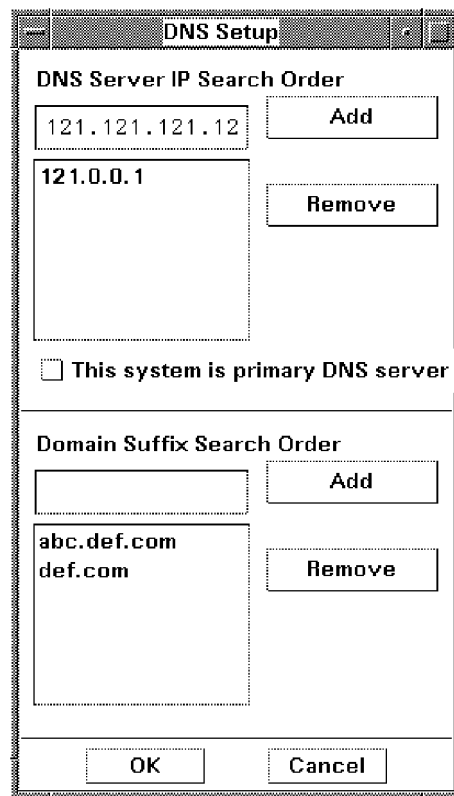 DNS Setup
DNS Server IP Search Order
121.121.121.12
Add
121.0.0.1
Remove
This system is primary DNS server
Domain Suffix Search Order
Add
abc.def.com
def.com
Remove
OK
Cancel